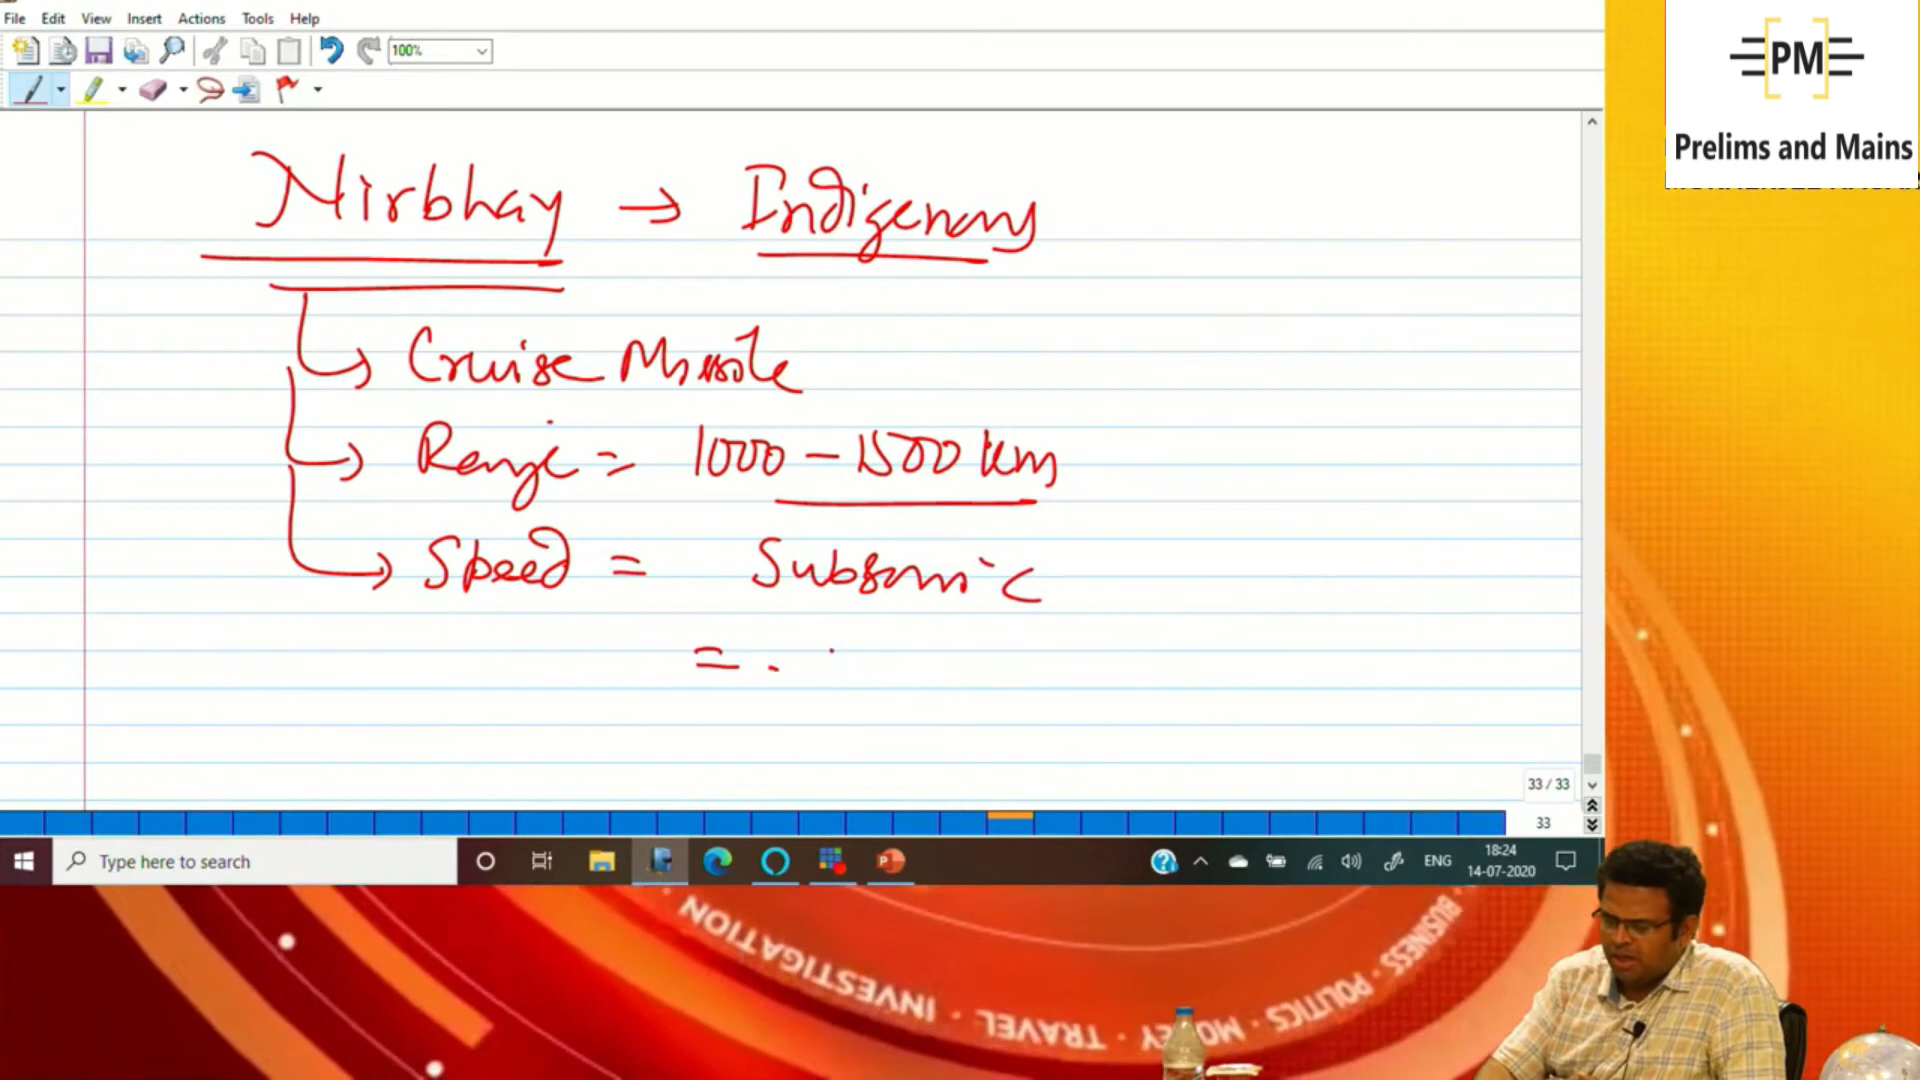 File Edit View Insert Actions Tools Help
PM
100%
Prelims and Mains
Nirbhay → Indigenous
Cruise Missile
Range = 1000 - 1500 km
Speed = Subsonic
= .
33 / 33
33
Type here to search
ENG
18:24
14-07-2020
INVESTIGATION
· BUSINESS · POLITICS · MONEY · TRAVEL · INVESTIGATION ·